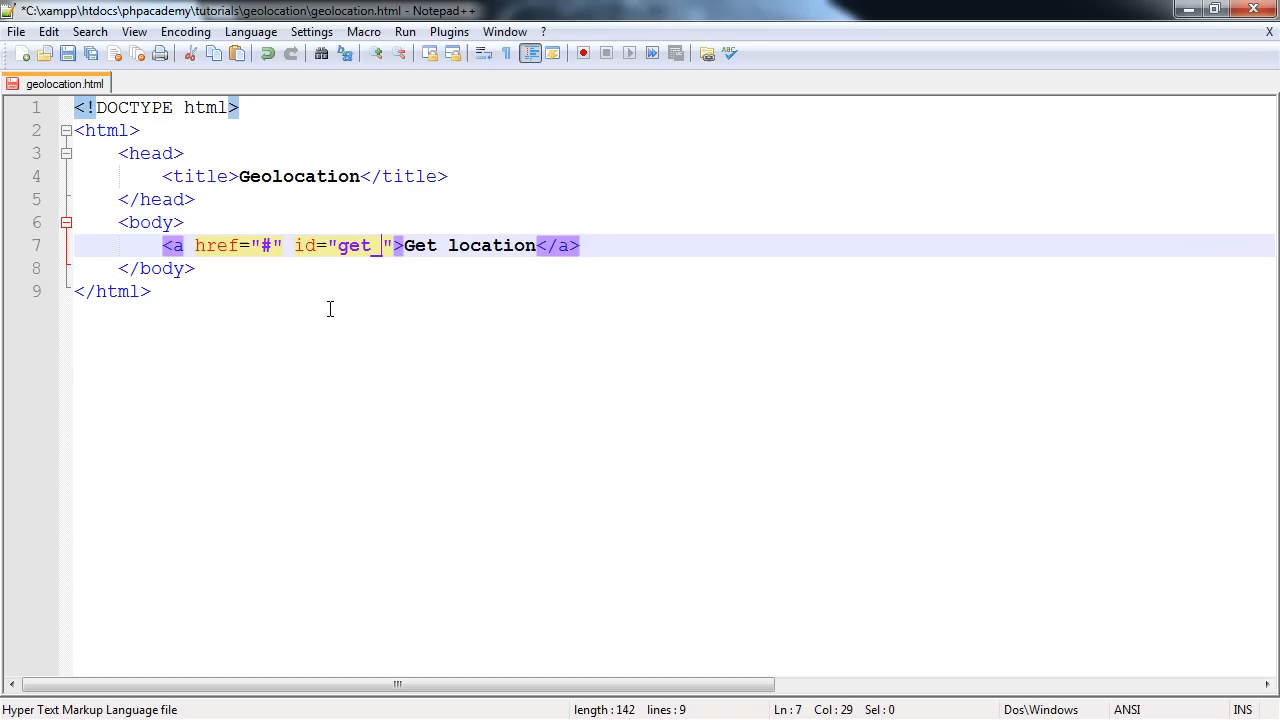 *C:\xampp\htdocs\phpacademy\tutorials\geolocation\geolocation.html - Notepad++
File Edit Search View Encoding Language Settings Macro Run Plugins Window ? X
geolocation.html
1 <!DOCTYPE html>
2 <html>
3 <head>
4 <title>Geolocation</title>
5 </head>
6 <body>
7 <a href="#" id="get_">Get location</a>
8 </body>
9 </html>
Hyper Text Markup Language file length : 142 lines : 9 Ln : 7 Col : 29 Sel : 0 Dos\Windows ANSI INS